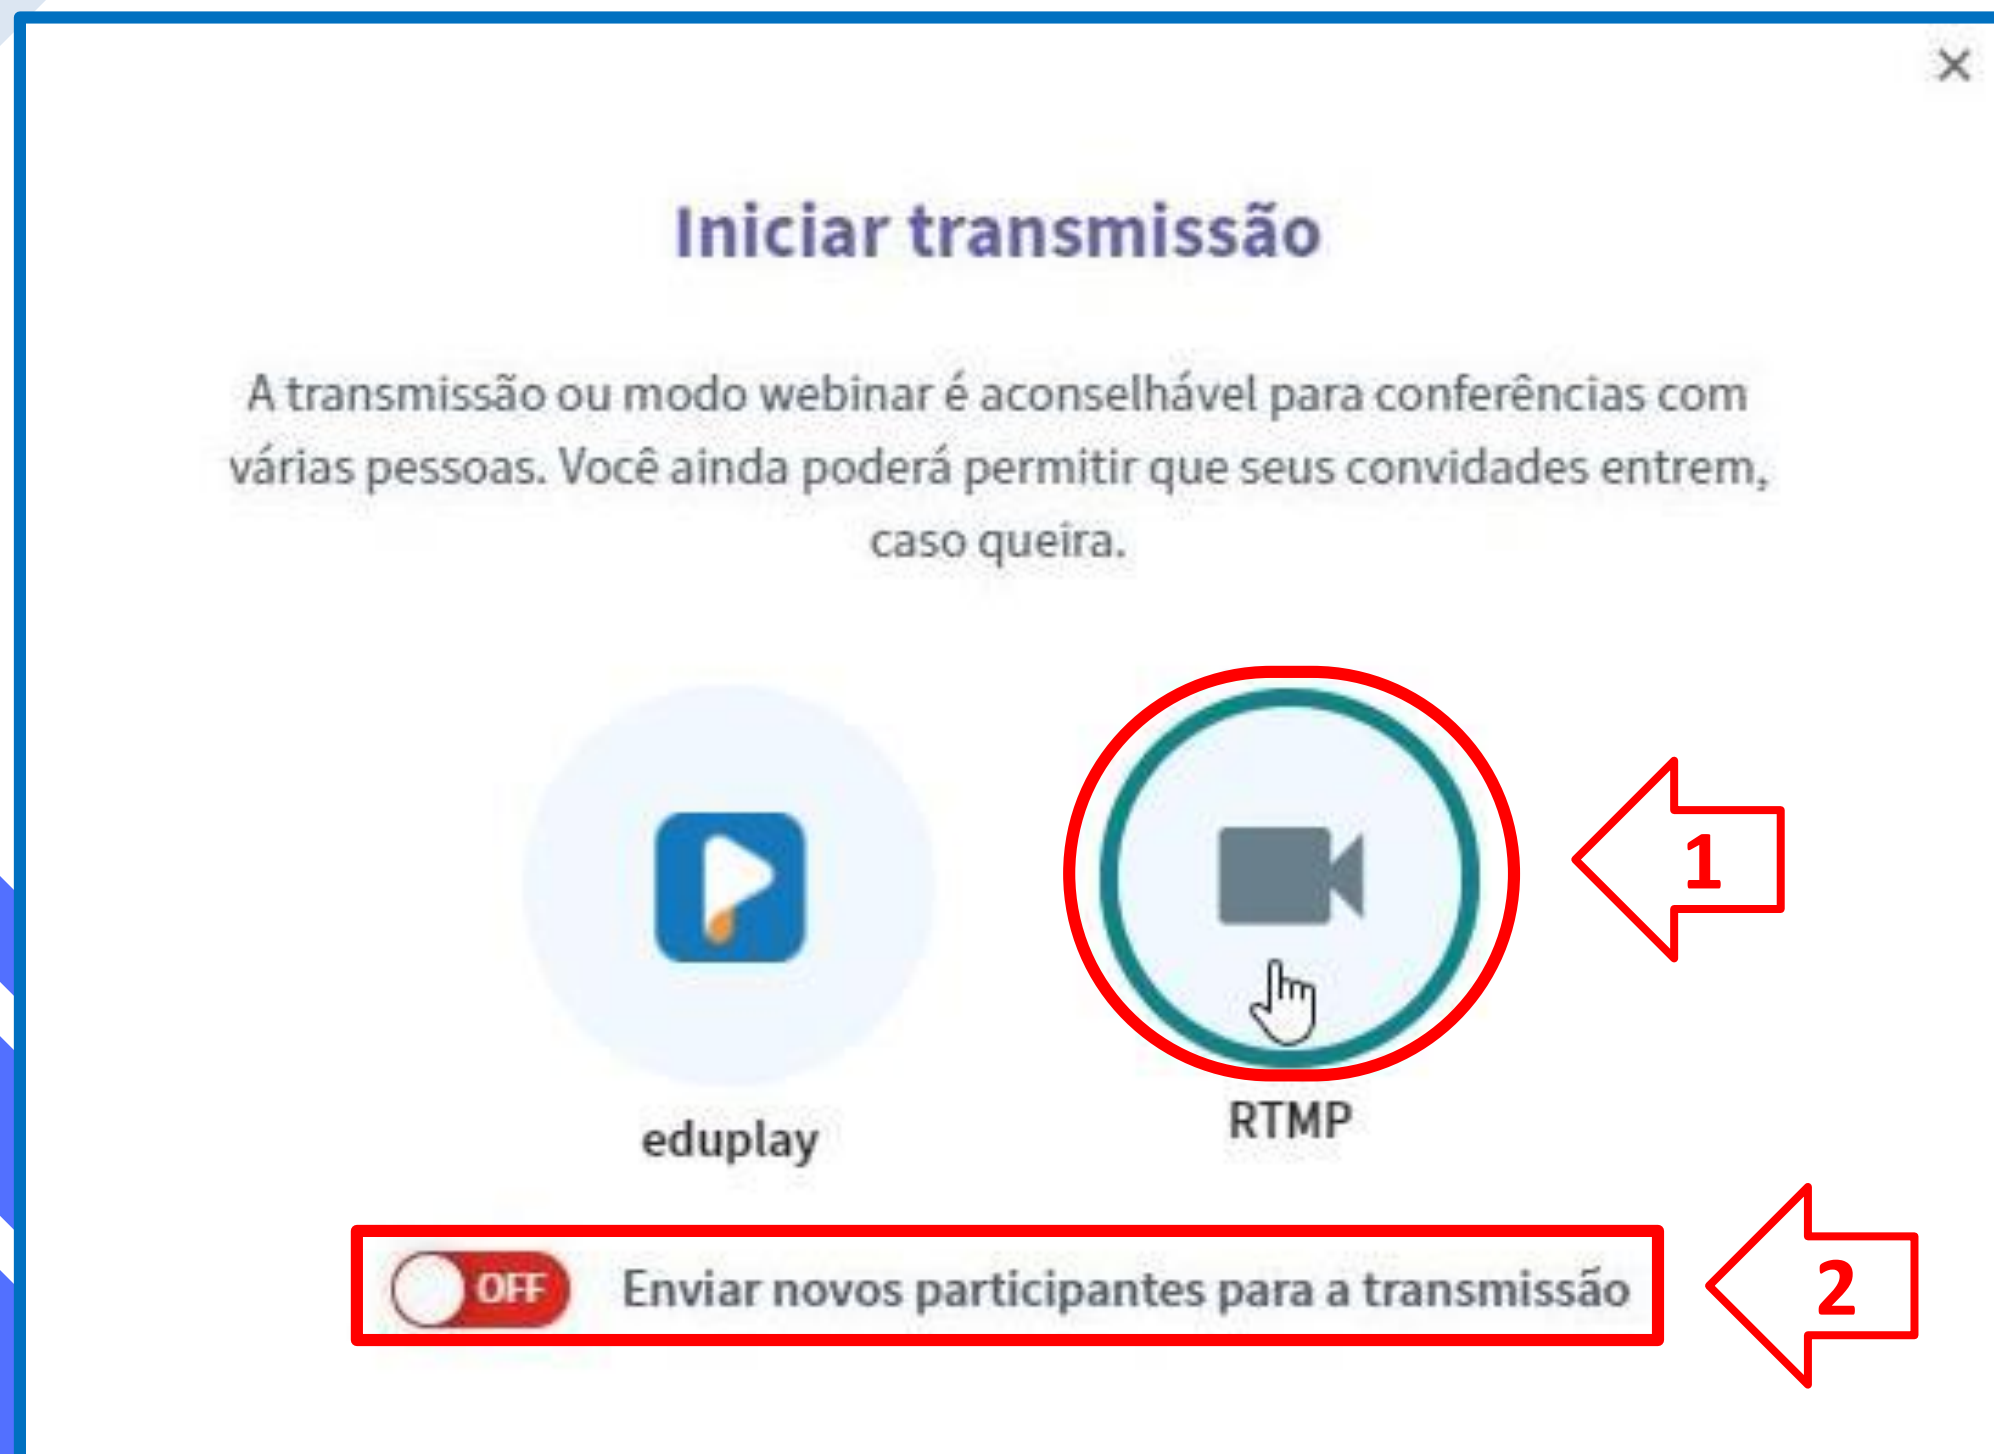 Iniciar transmissão
A transmissão ou modo webinar é aconselhável para conferências com
várias pessoas. Você ainda poderá permitir que seus convidades entrem,
caso queira.
1
eduplay
RTMP
OFF Enviar novos participantes para a transmissão
2